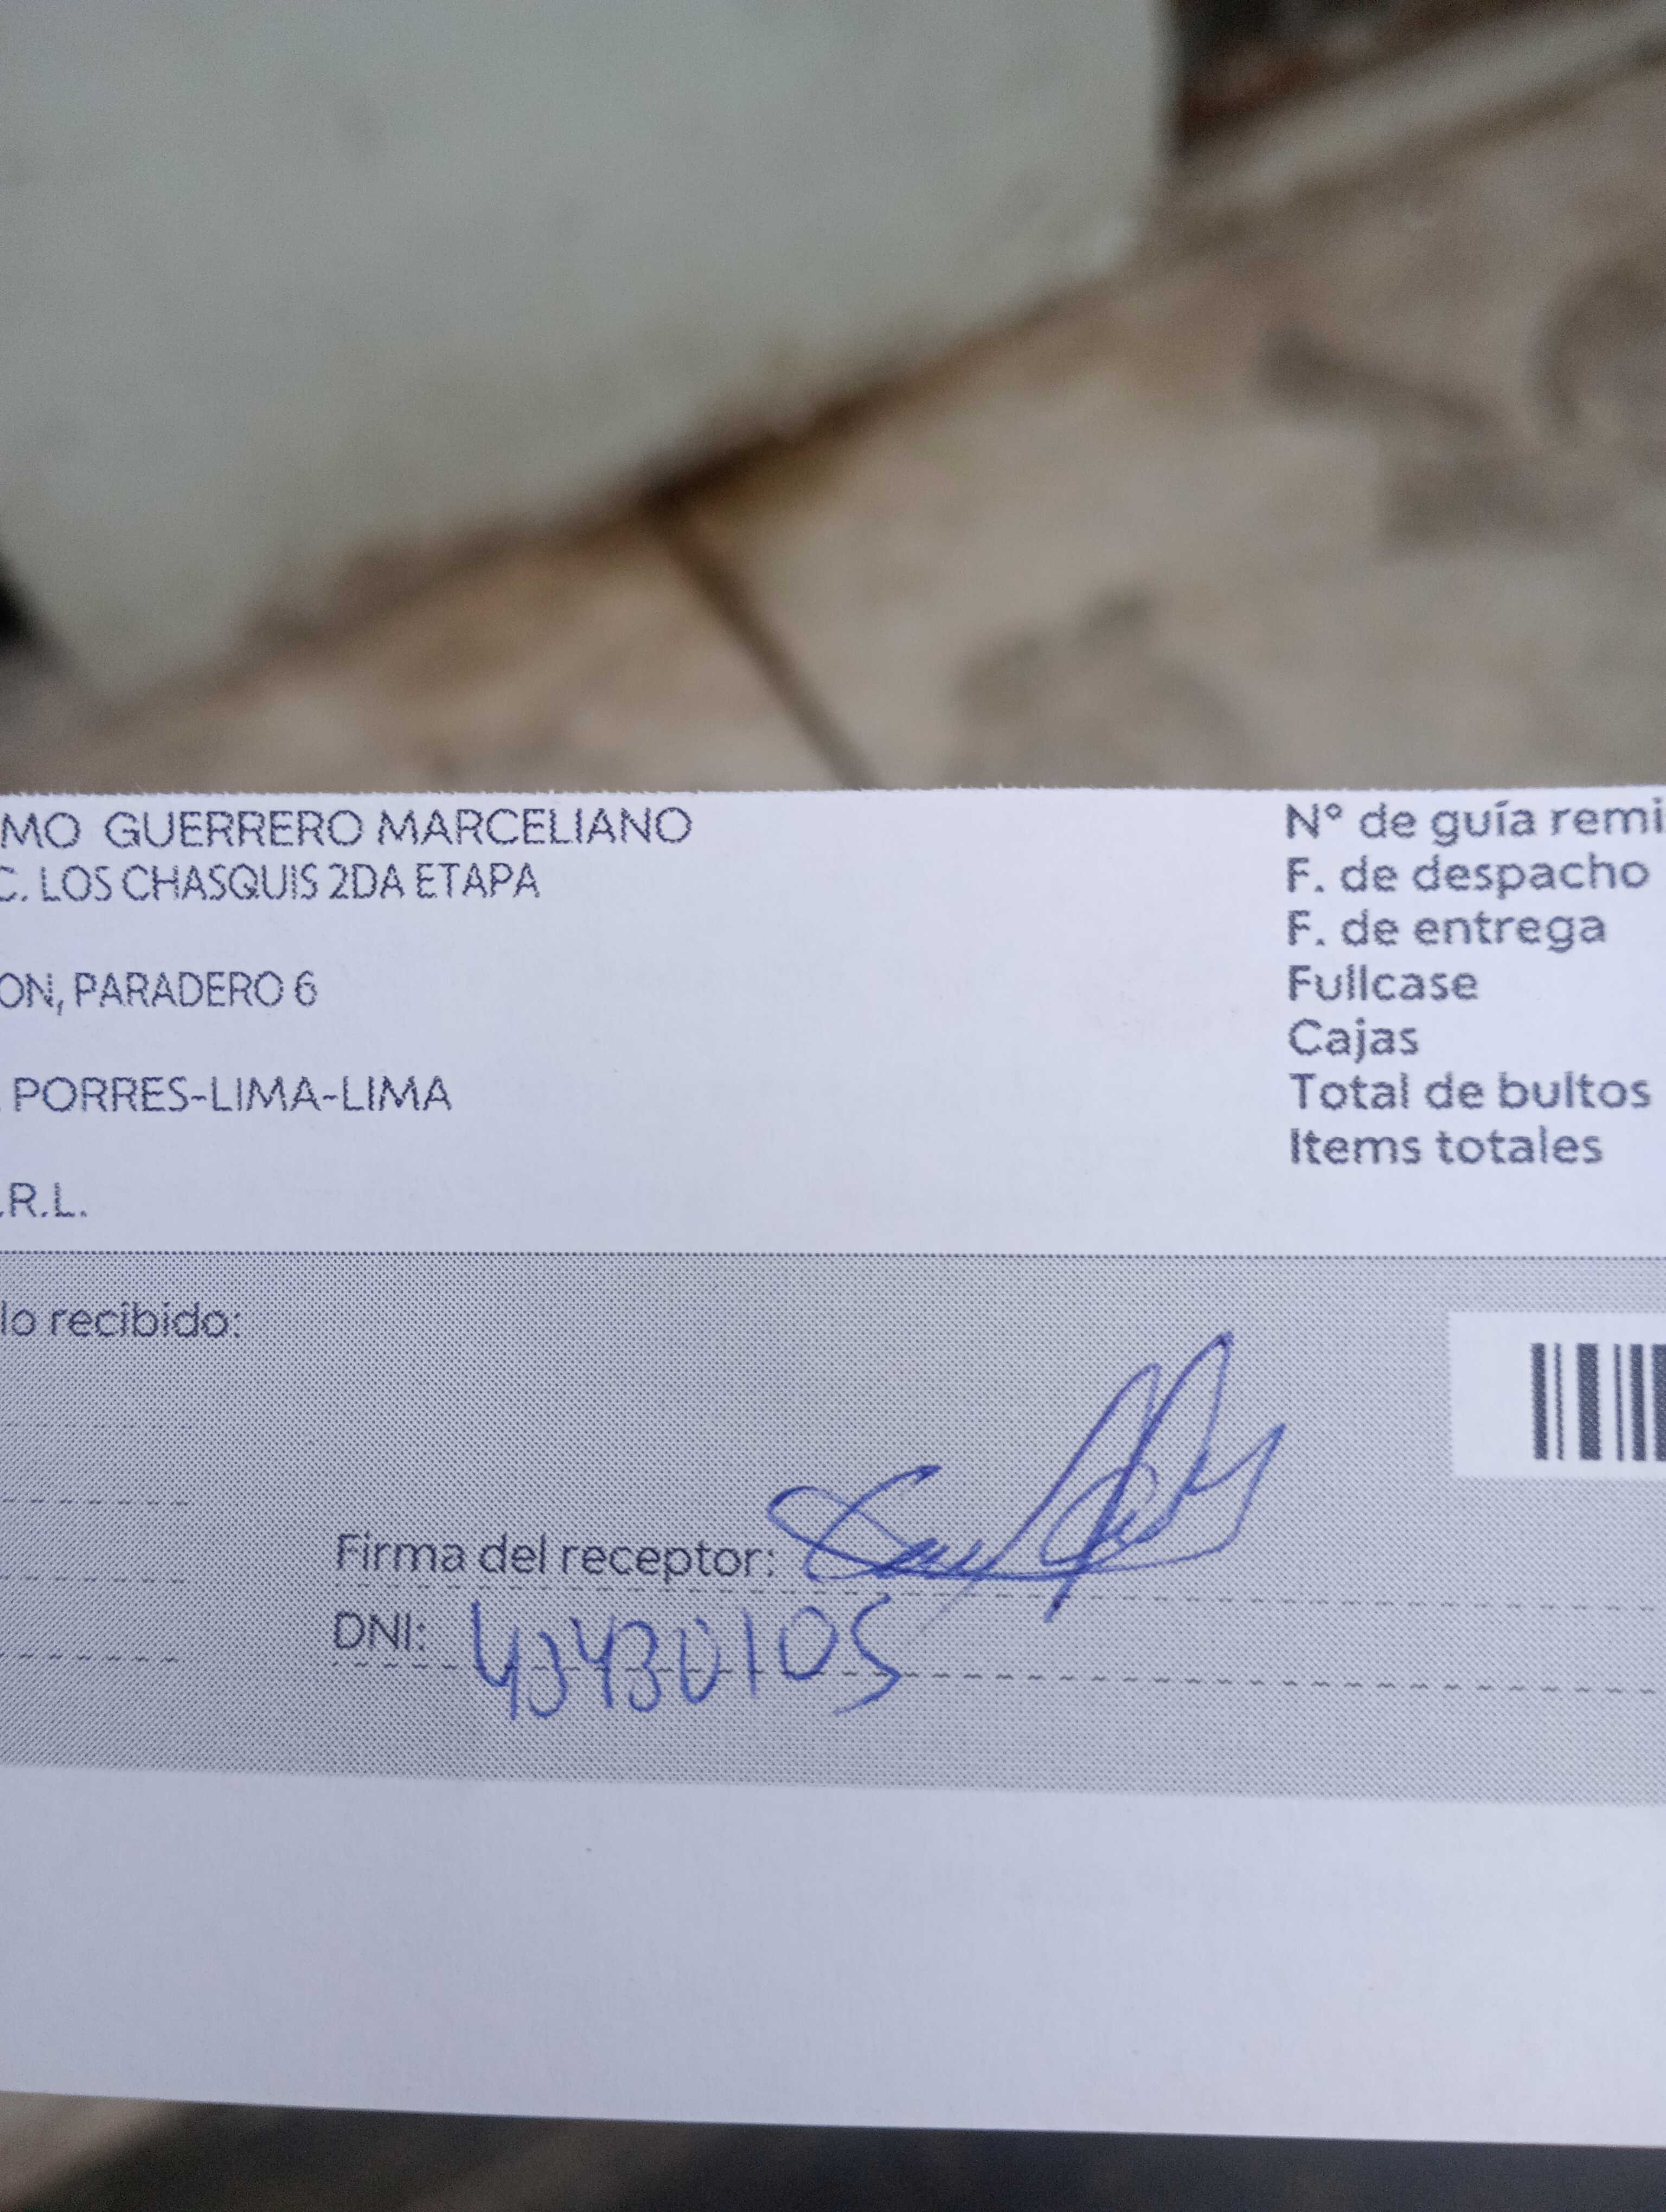 MO GUERRERO MARCELIANO
C. LOS CHASQUIS 2DA ETAPA
ON, PARADERO 6
PORRES-LIMA-LIMA
.R.L.
N° de guía remi
F. de despacho
F. de entrega
Fullcase
Cajas
Total de bultos
Items totales
lo recibido:
Firma del receptor:
DNI: 43430105